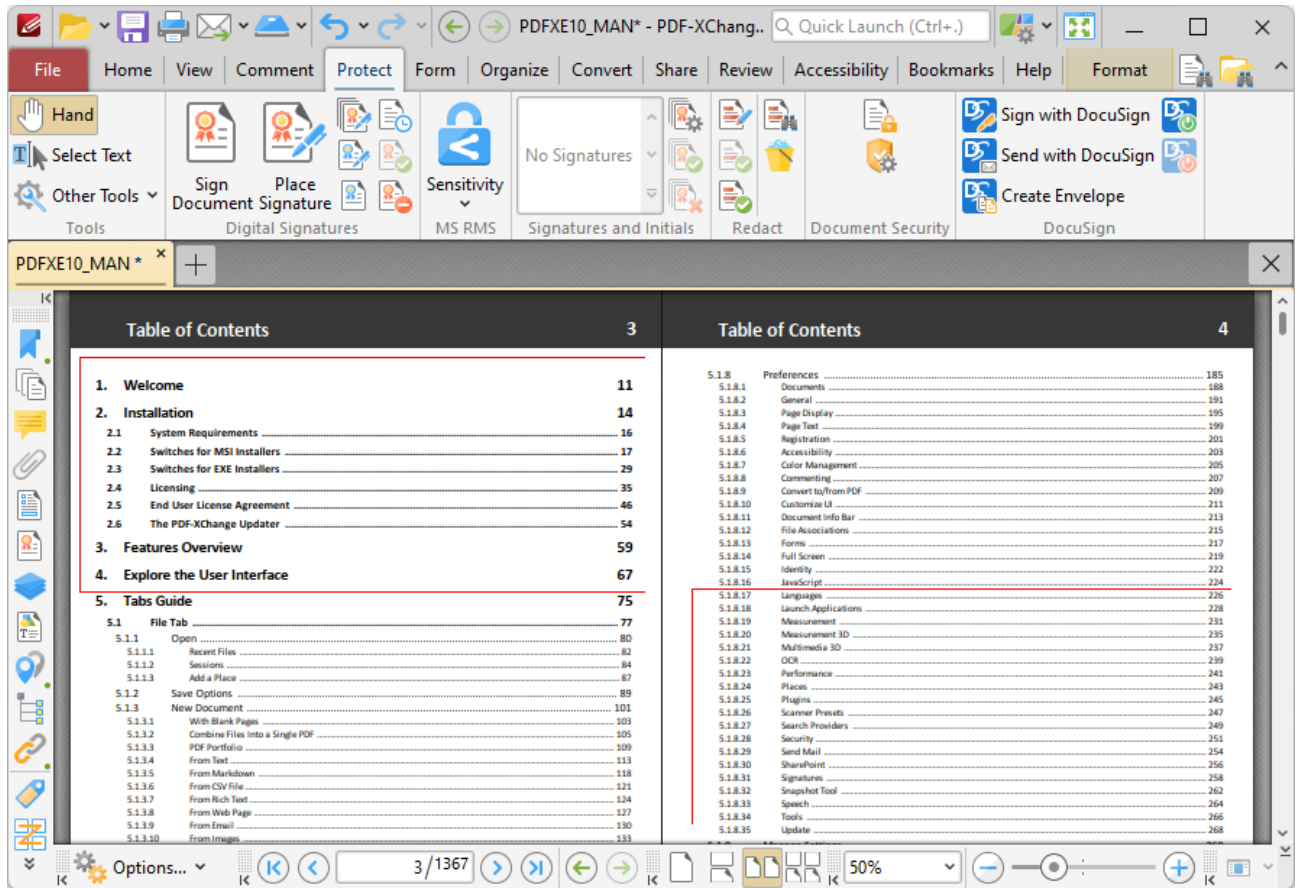 PDFXE10_MAN* - PDF-XChang.. Quick Launch (Ctrl+.)
File Home View Comment Protect Form Organize Convert Share Review Accessibility Bookmarks Help Format
Hand
Select Text
Other Tools
Tools
Sign Document
Place Signature
Digital Signatures
Sensitivity
MS RMS
No Signatures
Signatures and Initials
Redact
Document Security
Sign with DocuSign
Send with DocuSign
Create Envelope
DocuSign
PDFXE10_MAN *
Table of Contents 3
1. Welcome 11
2. Installation 14
2.1 System Requirements 16
2.2 Switches for MSI Installers 17
2.3 Switches for EXE Installers 29
2.4 Licensing 35
2.5 End User License Agreement 46
2.6 The PDF-XChange Updater 54
3. Features Overview 59
4. Explore the User Interface 67
5. Tabs Guide 75
5.1 File Tab 77
5.1.1 Open 80
5.1.1.1 Recent Files 82
5.1.1.2 Sessions 84
5.1.1.3 Add a Place 87
5.1.2 Save Options 89
5.1.3 New Document 101
5.1.3.1 With Blank Pages 103
5.1.3.2 Combine Files Into a Single PDF 105
5.1.3.3 PDF Portfolio 109
5.1.3.4 From Text 113
5.1.3.5 From Markdown 118
5.1.3.6 From CSV File 121
5.1.3.7 From Rich Text 124
5.1.3.8 From Web Page 127
5.1.3.9 From Email 130
5.1.3.10 From Images 133
Table of Contents 4
5.1.8 Preferences 185
5.1.8.1 Documents 188
5.1.8.2 General 191
5.1.8.3 Page Display 195
5.1.8.4 Page Text 199
5.1.8.5 Registration 201
5.1.8.6 Accessibility 203
5.1.8.7 Color Management 205
5.1.8.8 Commenting 207
5.1.8.9 Convert to/from PDF 209
5.1.8.10 Customize UI 211
5.1.8.11 Document Info Bar 213
5.1.8.12 File Associations 215
5.1.8.13 Forms 217
5.1.8.14 Full Screen 219
5.1.8.15 Identity 222
5.1.8.16 JavaScript 224
5.1.8.17 Languages 226
5.1.8.18 Launch Applications 228
5.1.8.19 Measurement 231
5.1.8.20 Measurement 3D 235
5.1.8.21 Multimedia 3D 237
5.1.8.22 OCR 239
5.1.8.23 Performance 241
5.1.8.24 Places 243
5.1.8.25 Plugins 245
5.1.8.26 Scanner Presets 247
5.1.8.27 Search Providers 249
5.1.8.28 Security 251
5.1.8.29 Send Mail 254
5.1.8.30 SharePoint 256
5.1.8.31 Signatures 258
5.1.8.32 Snapshot Tool 262
5.1.8.33 Speech 264
5.1.8.34 Tools 266
5.1.8.35 Update 268
Options... 3/1367 50%